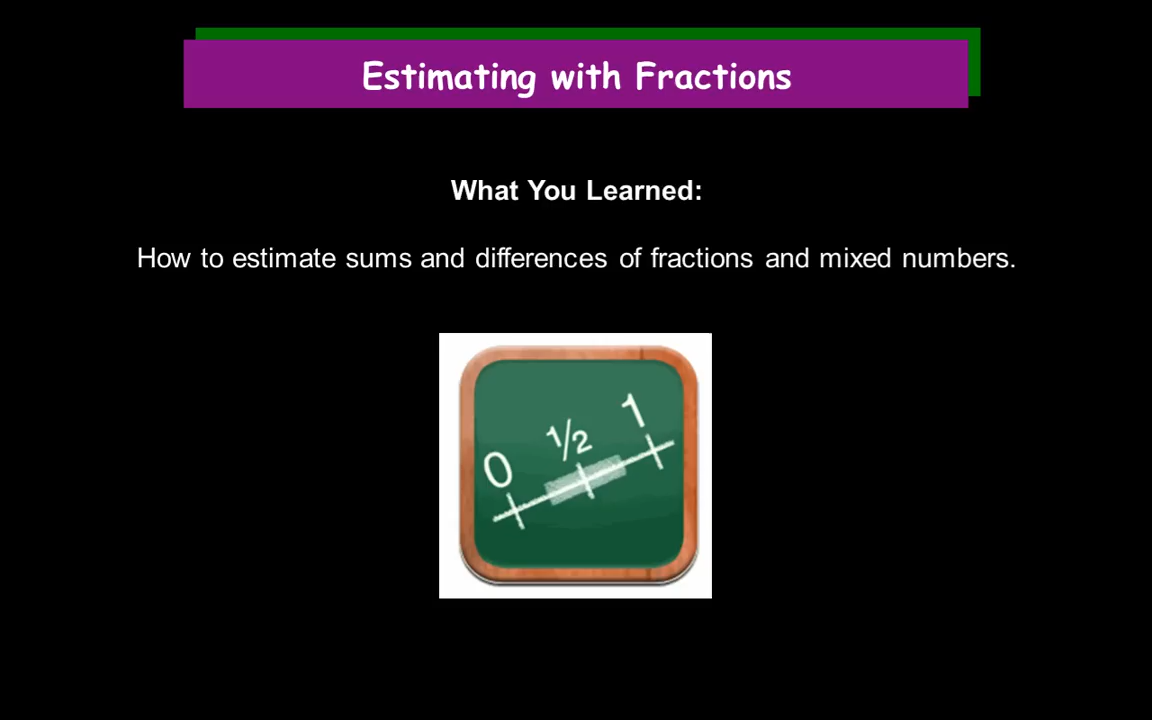 Estimating with Fractions
What You Learned:
How to estimate sums and differences of fractions and mixed numbers.
0 ½ 1